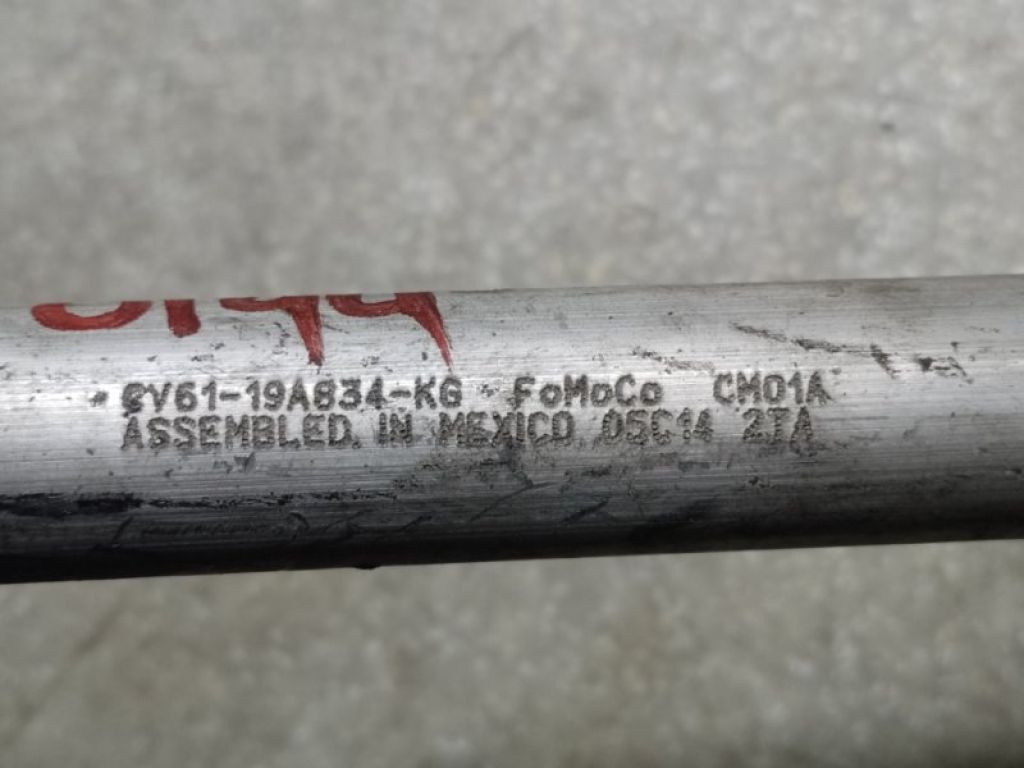 CV61-19A834-KG FoMoCo CM01A
ASSEMBLED IN MEXICO 05C14 2TA